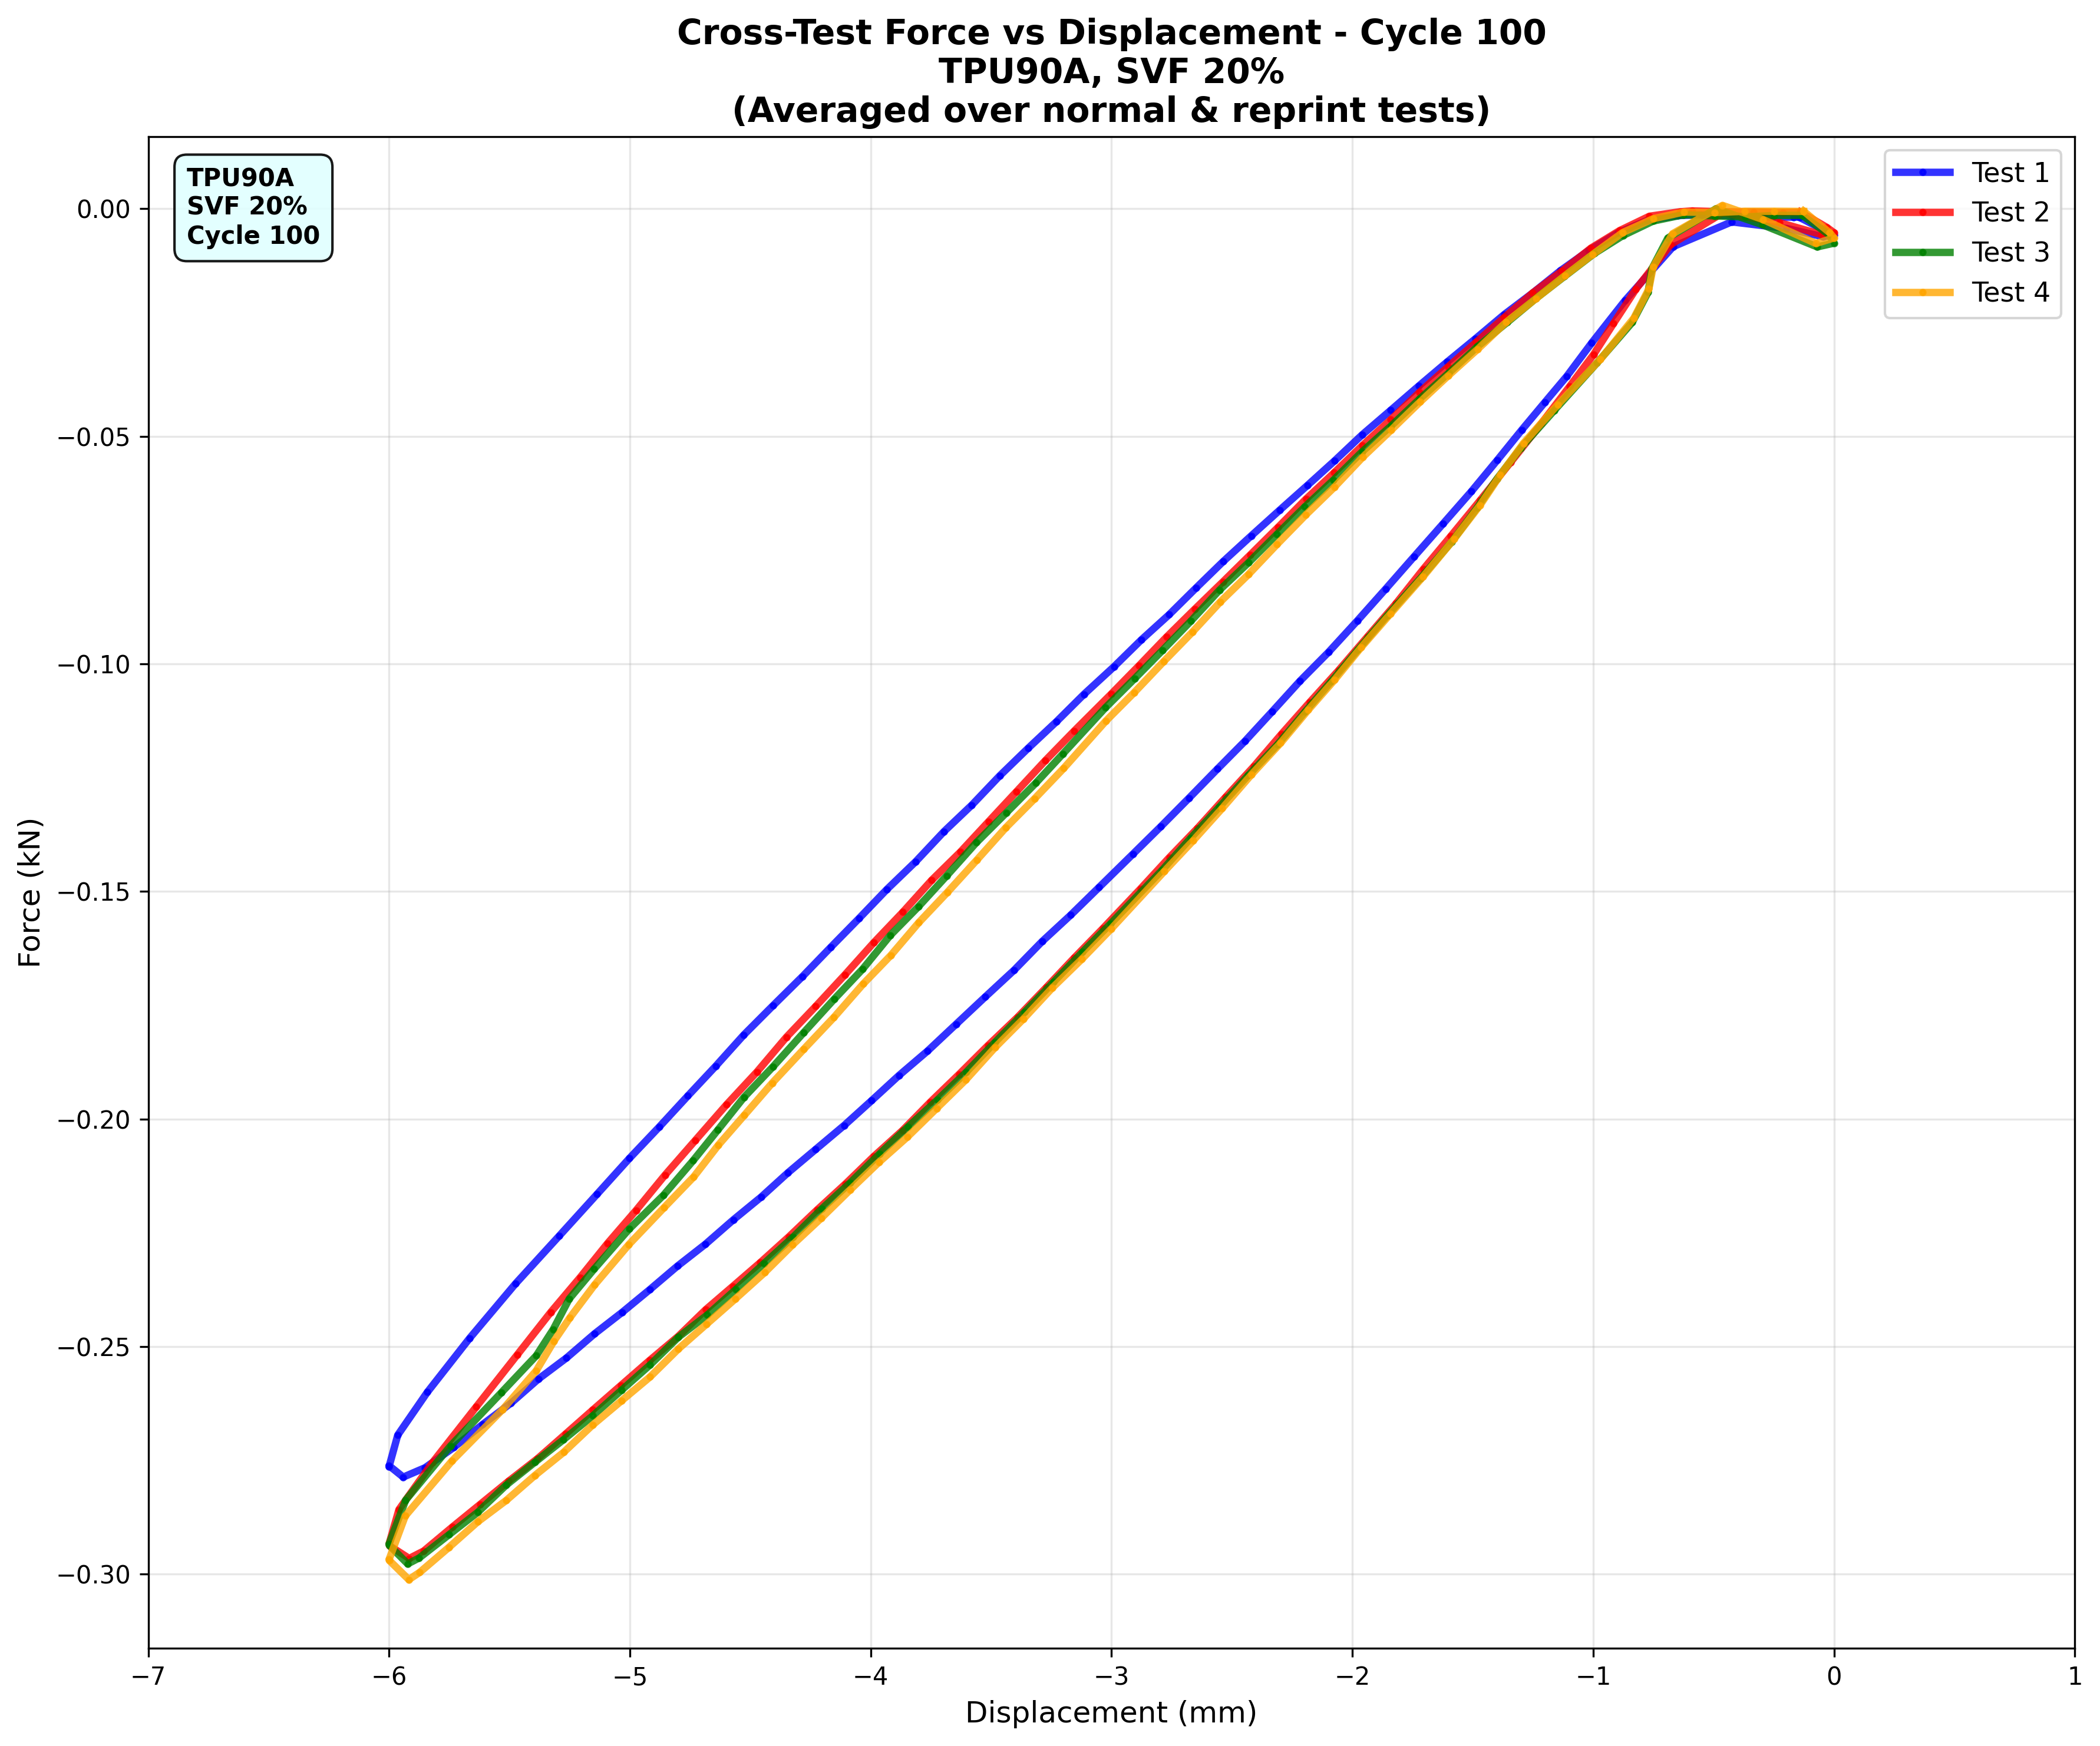 Cross-Test Force vs Displacement - Cycle 100
TPU90A, SVF 20%
(Averaged over normal & reprint tests)
TPU90A
SVF 20%
Cycle 100
Test 1
Test 2
Test 3
Test 4
0.00
−0.05
−0.10
−0.15
−0.20
−0.25
−0.30
Force (kN)
−7
−6
−5
−4
−3
−2
−1
0
1
Displacement (mm)